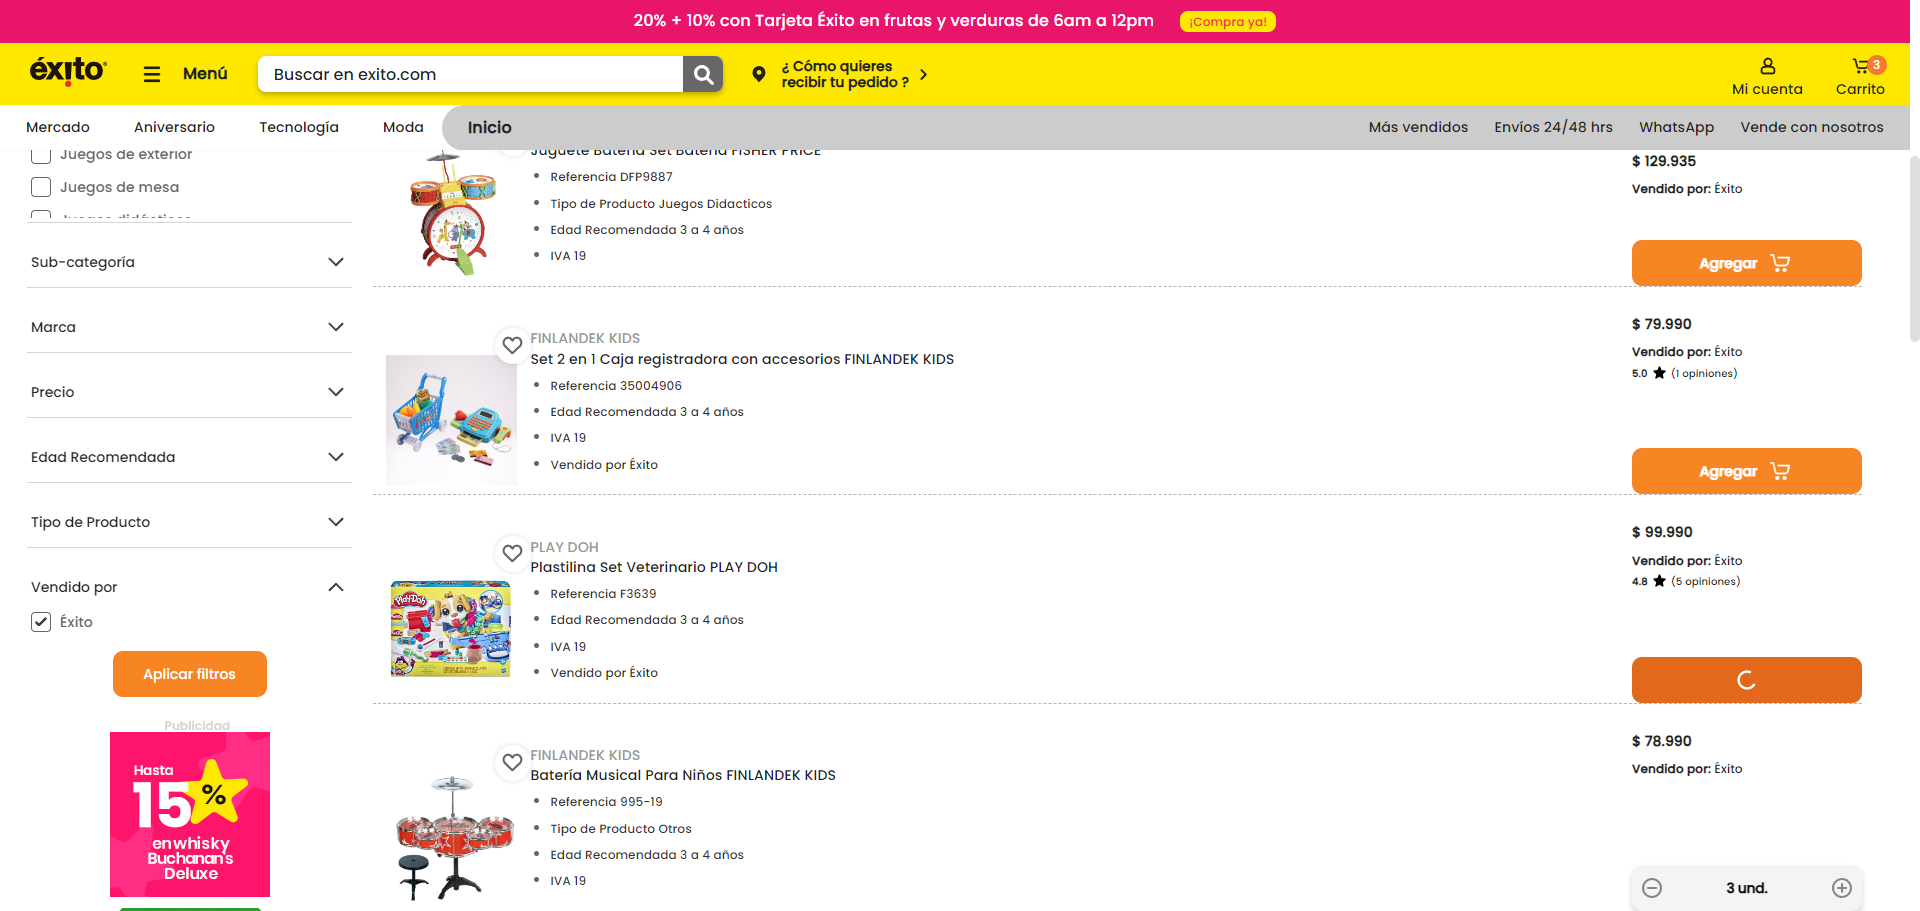 20% + 10% con Tarjeta Éxito en frutas y verduras de 6am a 12pm
¡Compra ya!
éxito
Menú
Buscar en exito.com
¿ Cómo quieres
recibir tu pedido ?
Mi cuenta
3
Carrito
Mercado
Aniversario
Tecnología
Moda
Inicio
Más vendidos
Envíos 24/48 hrs
WhatsApp
Vende con nosotros
Juegos de exterior
Juegos de mesa
Juegos didácticos
Sub-categoría
Marca
Precio
Edad Recomendada
Tipo de Producto
Vendido por
Éxito
Aplicar filtros
Publicidad
Hasta
15%
en whisky
Buchanan's
Deluxe
Juguete Batería Set Bateria FISHER PRICE
Referencia DFP9887
Tipo de Producto Juegos Didacticos
Edad Recomendada 3 a 4 años
IVA 19
$ 129.935
Vendido por: Éxito
Agregar
FINLANDEK KIDS
Set 2 en 1 Caja registradora con accesorios FINLANDEK KIDS
Referencia 35004906
Edad Recomendada 3 a 4 años
IVA 19
Vendido por Éxito
$ 79.990
Vendido por: Éxito
5.0 (1 opiniones)
Agregar
PLAY DOH
Plastilina Set Veterinario PLAY DOH
Play-Doh
Referencia F3639
Edad Recomendada 3 a 4 años
IVA 19
Vendido por Éxito
$ 99.990
Vendido por: Éxito
4.8 (5 opiniones)
FINLANDEK KIDS
Batería Musical Para Niños FINLANDEK KIDS
Referencia 995-19
Tipo de Producto Otros
Edad Recomendada 3 a 4 años
IVA 19
$ 78.990
Vendido por: Éxito
3 und.